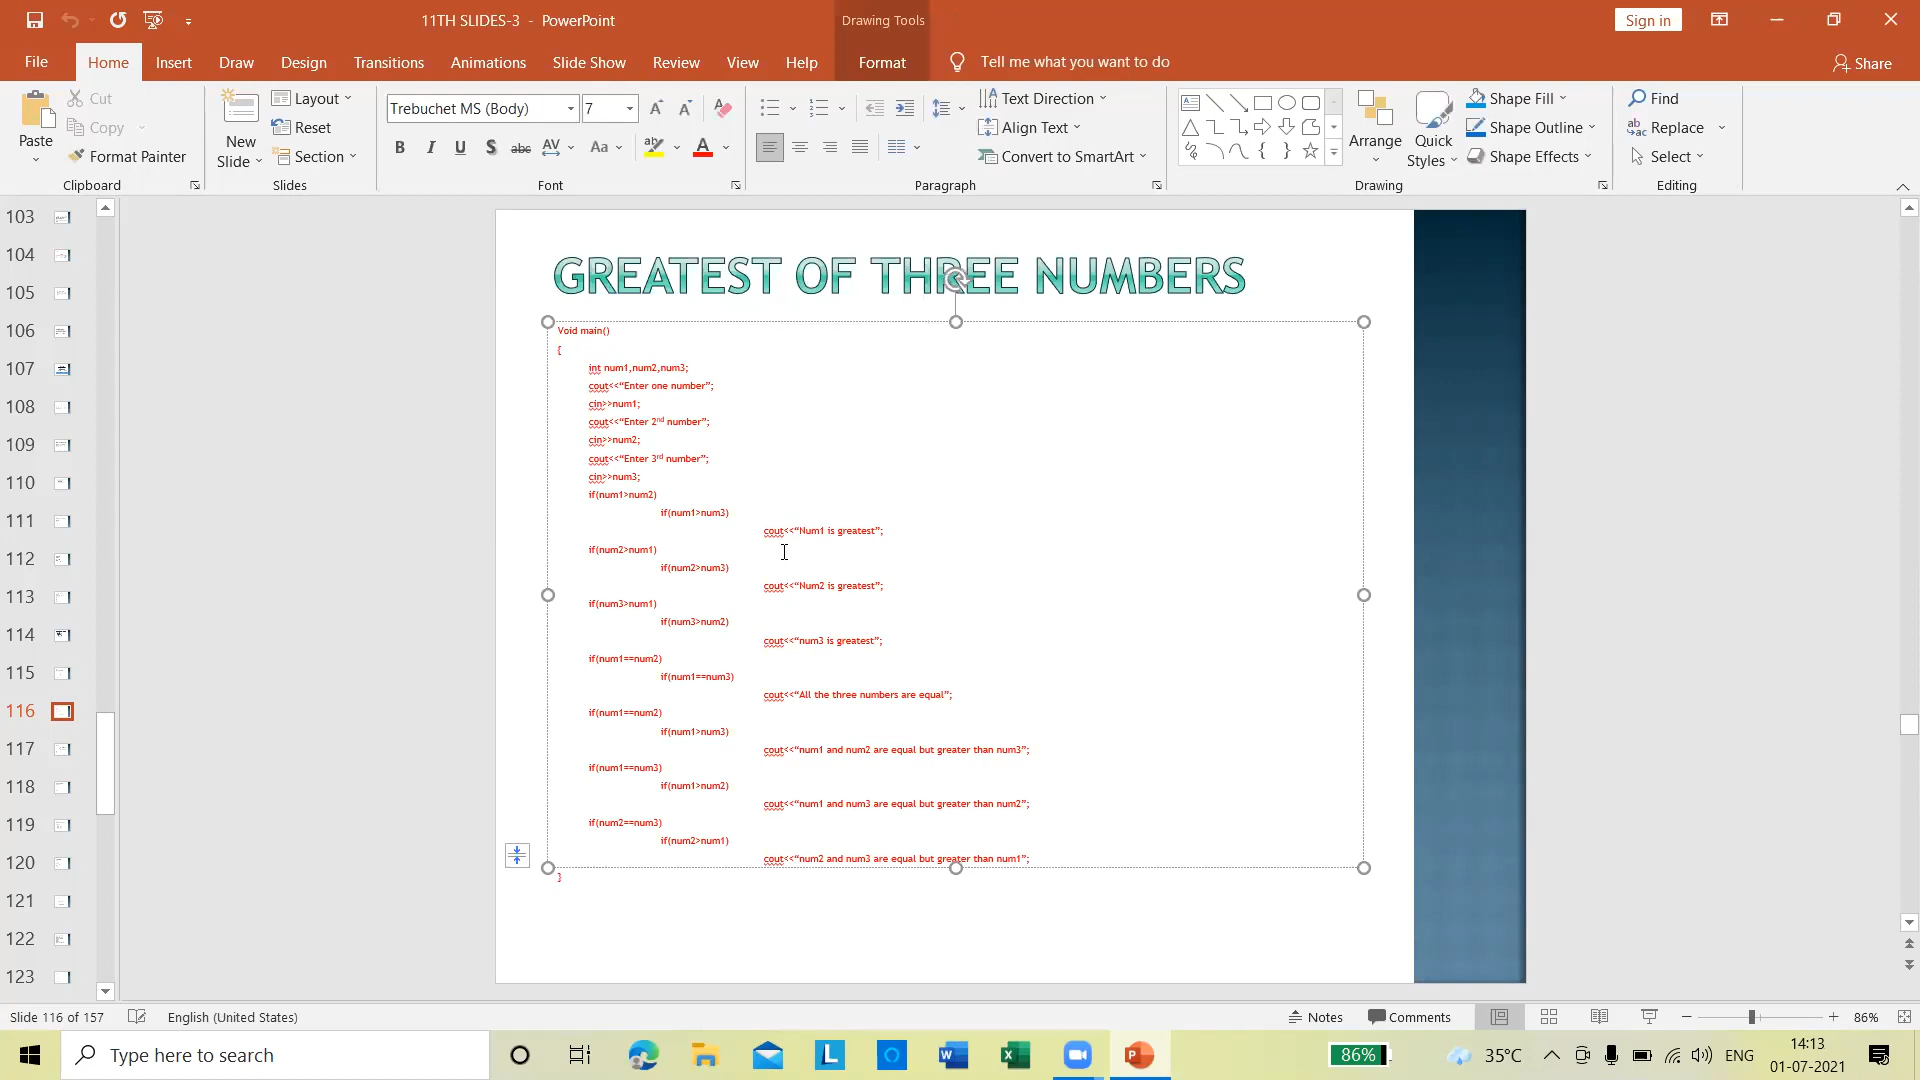 11TH SLIDES-3 - PowerPoint
Drawing Tools
Sign in
File
Home
Insert
Draw
Design
Transitions
Animations
Slide Show
Review
View
Help
Format
Tell me what you want to do
Share
Paste
Cut
Copy
Format Painter
Clipboard
New Slide
Layout
Reset
Section
Slides
Trebuchet MS (Body)
7
B I U S abc AV Aa A
Font
Text Direction
Align Text
Convert to SmartArt
Paragraph
Arrange
Quick Styles
Shape Fill
Shape Outline
Shape Effects
Drawing
Find
Replace
Select
Editing
103
104
105
106
107
108
109
110
111
112
113
114
115
116
117
118
119
120
121
122
123
GREATEST OF THREE NUMBERS
Void main()
{
int num1,num2,num3;
cout<<“Enter one number”;
cin>>num1;
cout<<“Enter 2nd number”;
cin>>num2;
cout<<“Enter 3rd number”;
cin>>num3;
if(num1>num2)
if(num1>num3)
cout<<“Num1 is greatest”;
if(num2>num1)
if(num2>num3)
cout<<“Num2 is greatest”;
if(num3>num1)
if(num3>num2)
cout<<“num3 is greatest”;
if(num1==num2)
if(num1==num3)
cout<<“All the three numbers are equal”;
if(num1==num2)
if(num1>num3)
cout<<“num1 and num2 are equal but greater than num3”;
if(num1==num3)
if(num1>num2)
cout<<“num1 and num3 are equal but greater than num2”;
if(num2==num3)
if(num2>num1)
cout<<“num2 and num3 are equal but greater than num1”;
}
Slide 116 of 157
English (United States)
Notes
Comments
86%
Type here to search
86%
35°C
ENG
14:13
01-07-2021